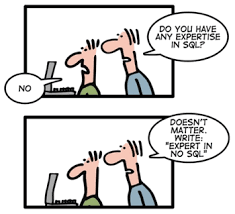 DO YOU HAVE
ANY EXPERTISE
IN SQL?
NO
DOESN'T
MATTER.
WRITE:
"EXPERT IN
NO SQL"